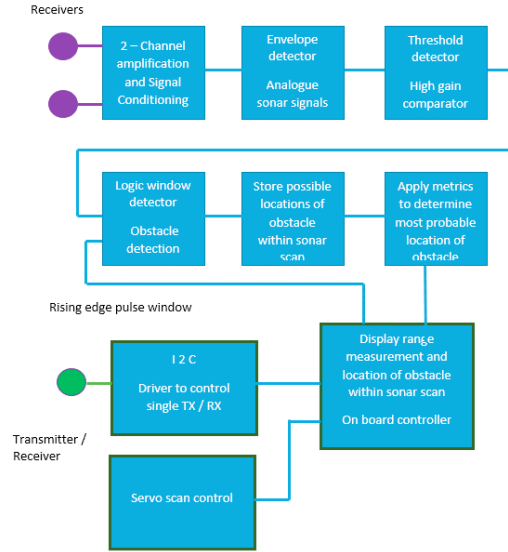 Receivers
2 – Channel
amplification
and Signal
Conditioning
Envelope
detector
Analogue
sonar signals
Threshold
detector
High gain
comparator
Logic window
detector
Obstacle
detection
Store possible
locations of
obstacle
within sonar
scan
Apply metrics
to determine
most probable
location of
obstacle
Rising edge pulse window
I 2 C
Driver to control
single TX / RX
Display range
measurement and
location of obstacle
within sonar scan
On board controller
Transmitter /
Receiver
Servo scan control